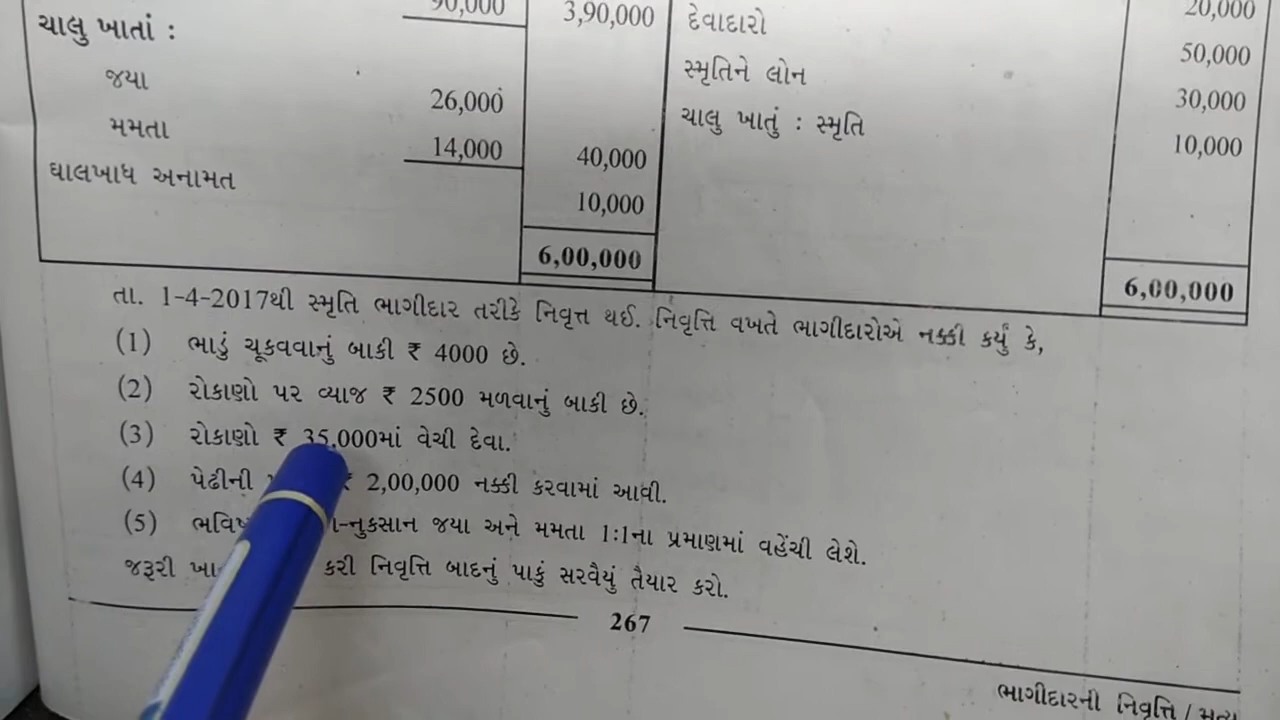 90,000 3,90,000 દેવાદારો 20,000
ચાલુ ખાતાં : સ્મૃતિને લોન 50,000
જયા 26,000 ચાલુ ખાતું : સ્મૃતિ 30,000
મમતા 14,000 40,000 10,000
ઘાલખાધ અનામત 10,000
6,00,000 6,00,000
તા. 1-4-2017થી સ્મૃતિ ભાગીદાર તરીકે નિવૃત્ત થઈ. નિવૃત્તિ વખતે ભાગીદારોએ નક્કી કર્યું કે,
(1) ભાડું ચૂકવવાનું બાકી ₹ 4000 છે.
(2) રોકાણો પર વ્યાજ ₹ 2500 મળવાનું બાકી છે.
(3) રોકાણો ₹ 35,000માં વેચી દેવા.
(4) પેઢીની ₹ 2,00,000 નક્કી કરવામાં આવી.
(5) -નુકસાન જયા અને મમતા 1:1ના પ્રમાણમાં વહેંચી લેશે.
જરૂરી કરી નિવૃત્તિ બાદનું પાકું સરવૈયું તૈયાર કરો.
267
ભાગીદારની નિવૃત્તિ /